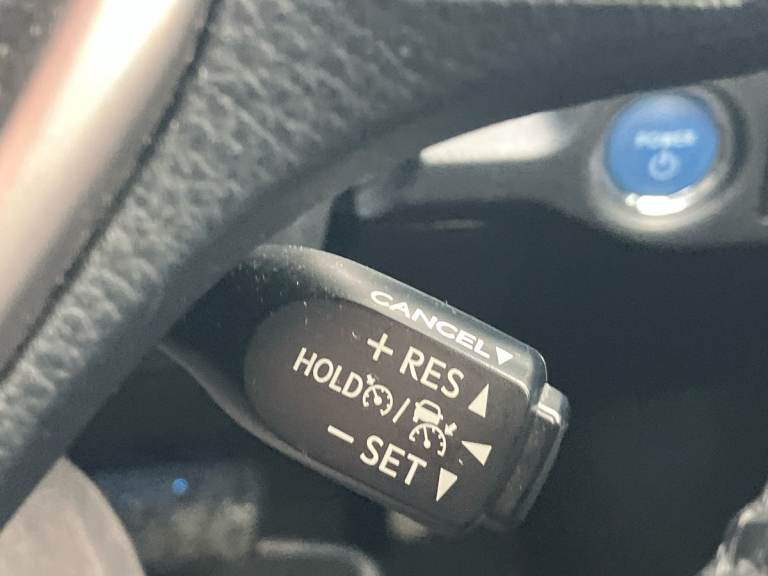 POWER
CANCEL
+ RES
HOLD /
− SET